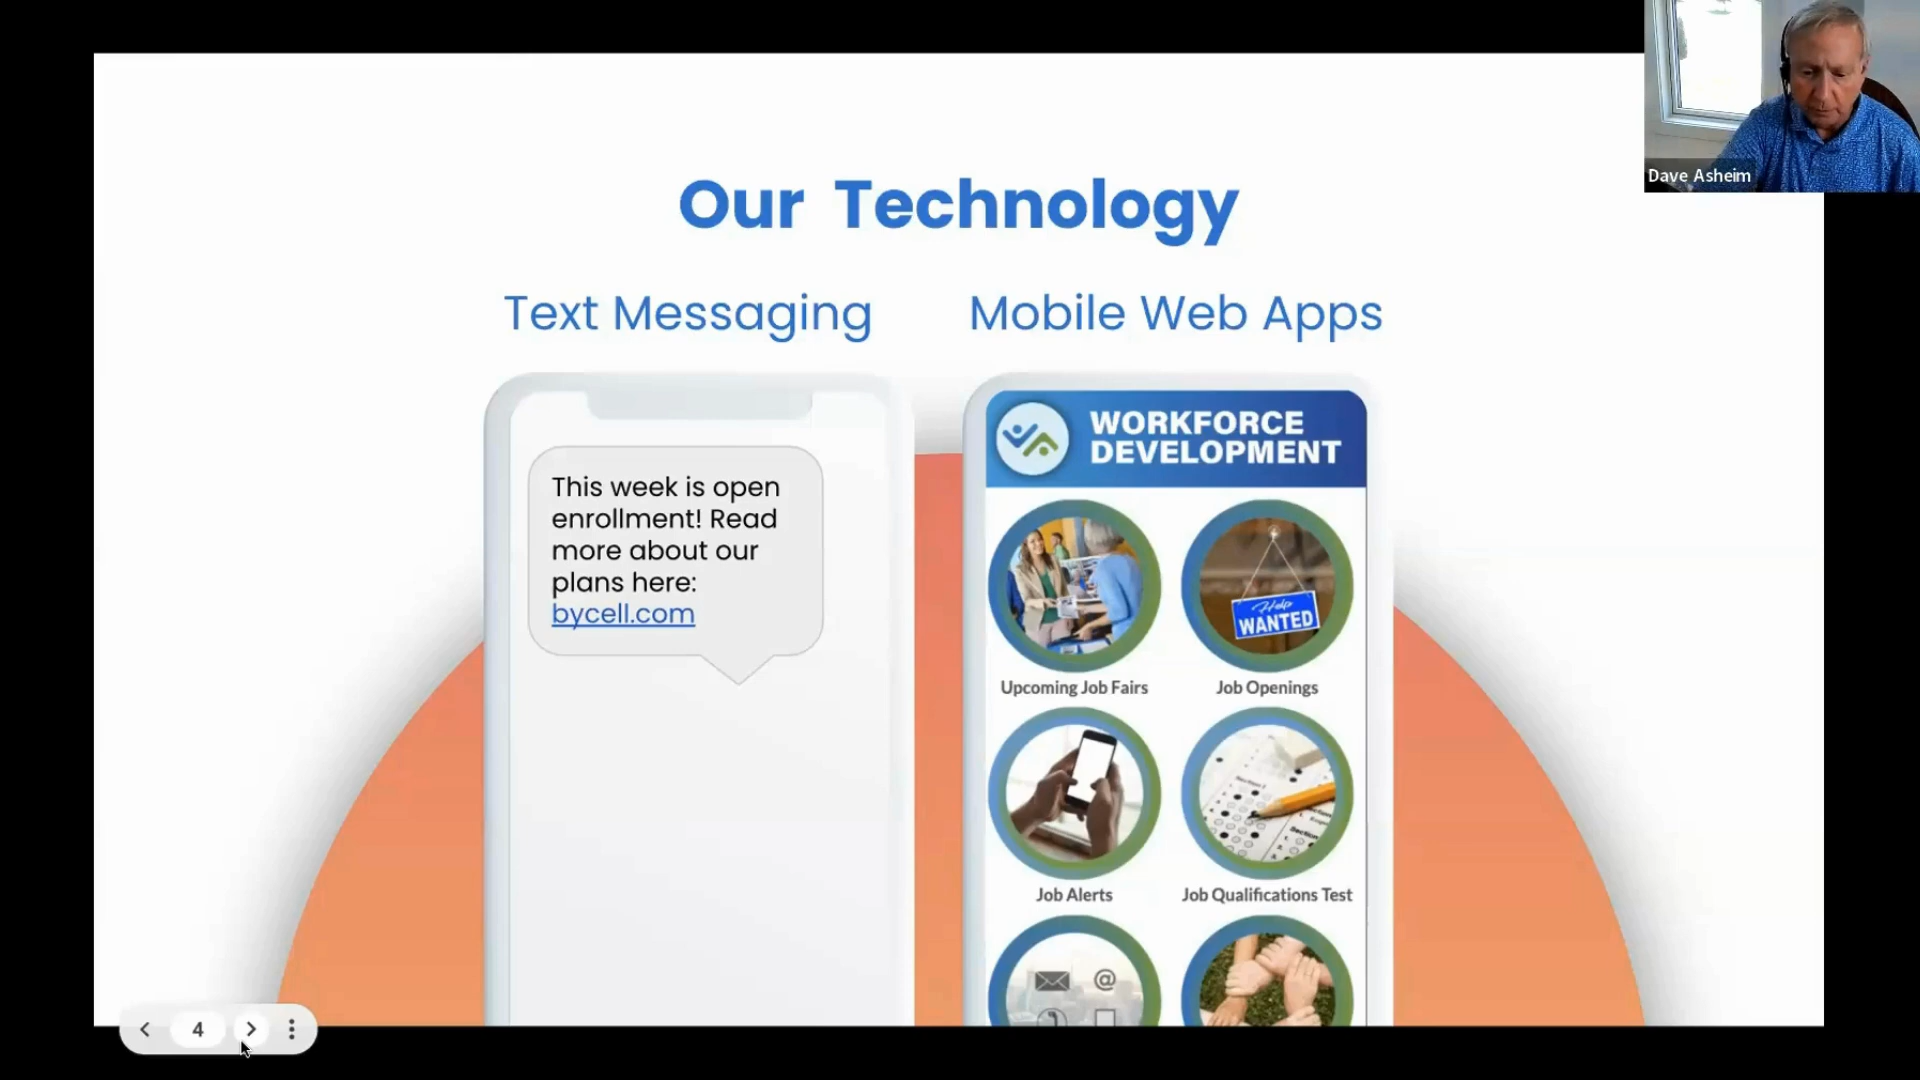 Dave Asheim
Our Technology
Text Messaging
Mobile Web Apps
This week is open
enrollment! Read
more about our
plans here:
bycell.com
WORKFORCE
DEVELOPMENT
Help
WANTED
Upcoming Job Fairs
Job Openings
Job Alerts
Job Qualifications Test
@
4